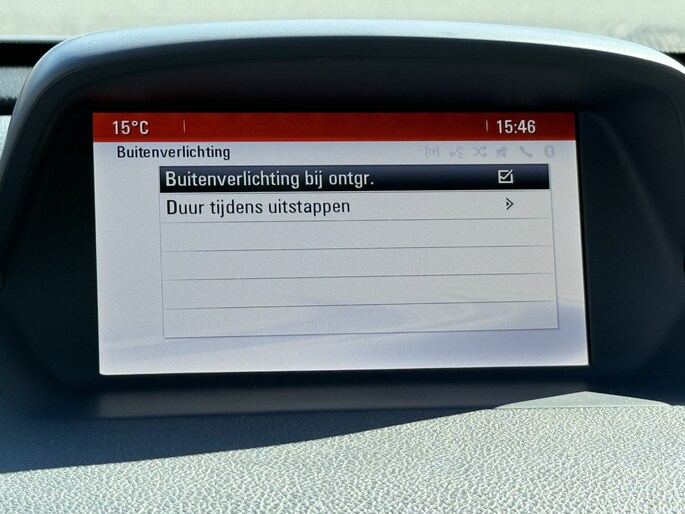 15°C 15:46
Buitenverlichting
Buitenverlichting bij ontgr.
Duur tijdens uitstappen